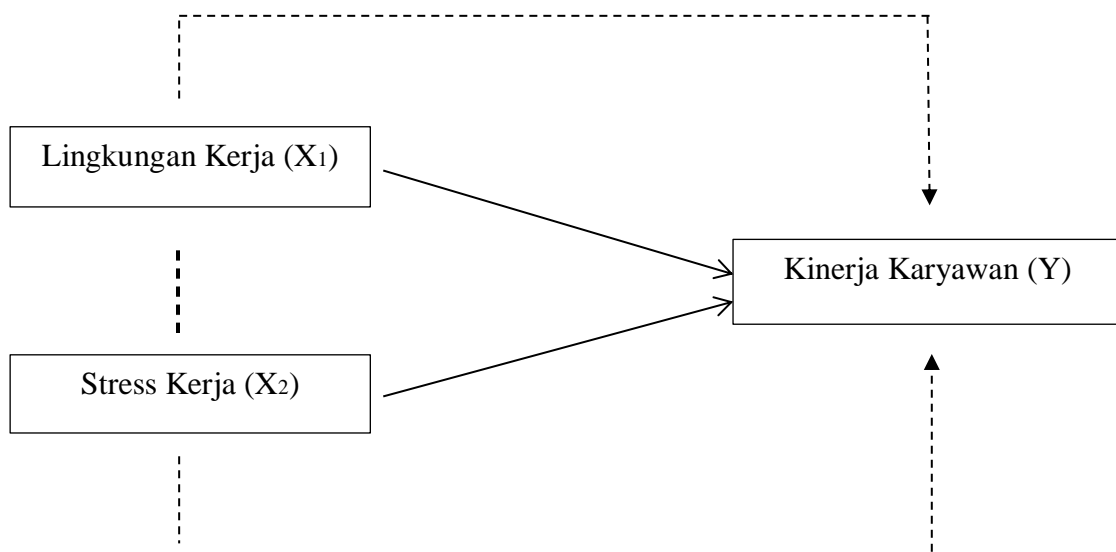 Lingkungan Kerja (X1)
Kinerja Karyawan (Y)
Stress Kerja (X2)